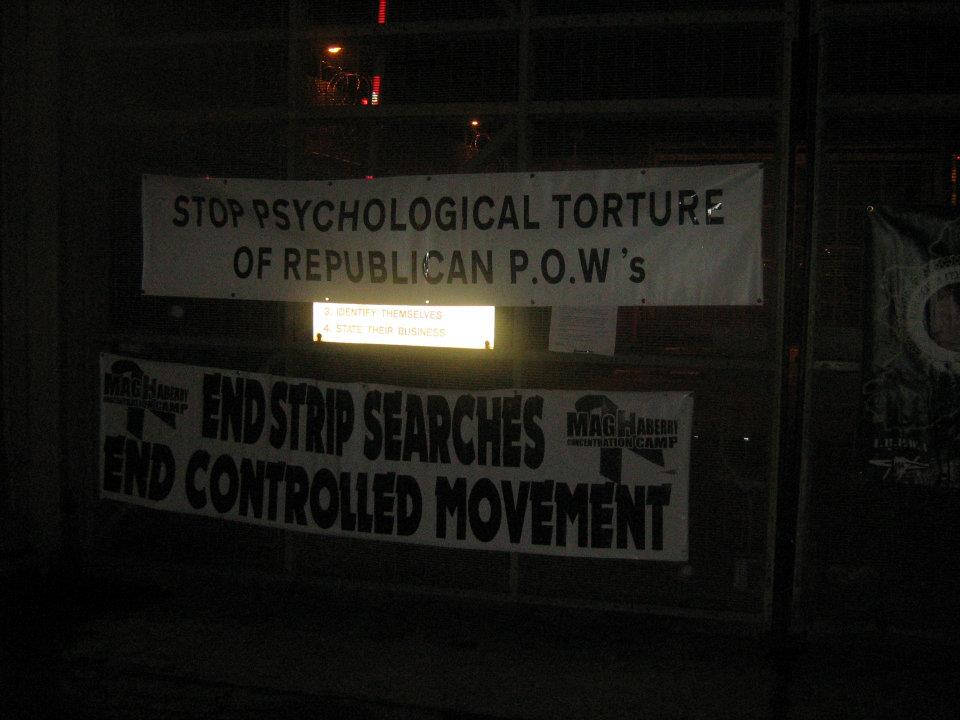 STOP PSYCHOLOGICAL TORTURE
OF REPUBLICAN P.O.W 's
3. IDENTIFY THEMSELVES
4. STATE THEIR BUSINESS
MAGHABERRY
CONCENTRATION CAMP
END STRIP SEARCHES
MAGHABERRY
CONCENTRATION CAMP
END CONTROLLED MOVEMENT